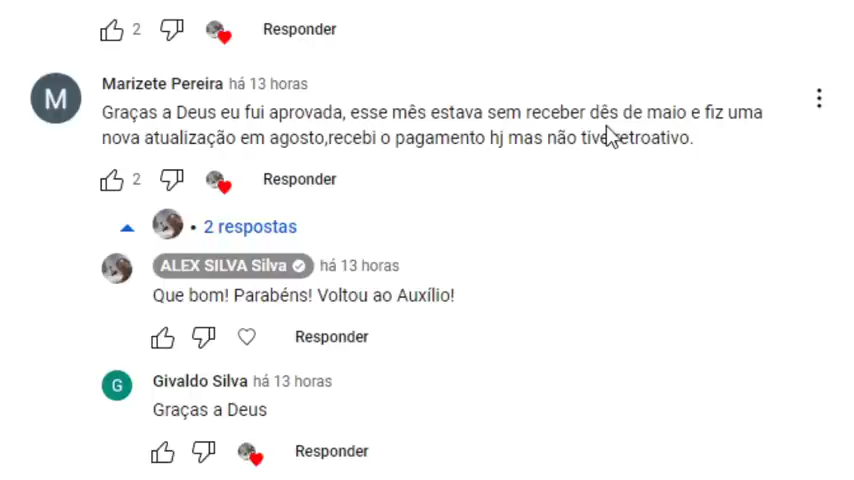 2 Responder
M
Marizete Pereira há 13 horas
Graças a Deus eu fui aprovada, esse mês estava sem receber dês de maio e fiz uma
nova atualização em agosto,recebi o pagamento hj mas não tive retroativo.
2 Responder
• 2 respostas
ALEX SILVA Silva há 13 horas
Que bom! Parabéns! Voltou ao Auxílio!
Responder
G
Givaldo Silva há 13 horas
Graças a Deus
Responder